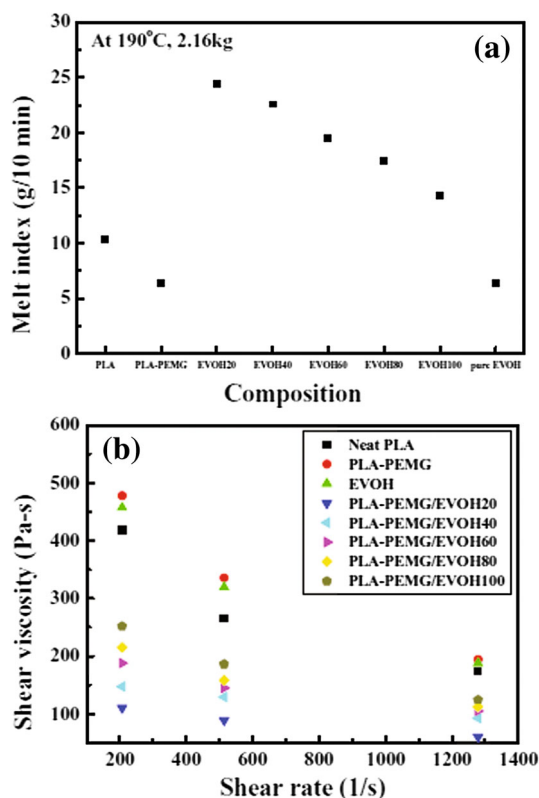 30
At 190°C, 2.16kg
(a)
25
20
15
10
5
0
Melt index (g/10 min)
PLA PLA-PEMG EVOH20 EVOH40 EVOH60 EVOH80 EVOH100 pure EVOH
Composition
600
(b)
500
400
300
200
100
Shear viscosity (Pa-s)
Neat PLA
PLA-PEMG
EVOH
PLA-PEMG/EVOH20
PLA-PEMG/EVOH40
PLA-PEMG/EVOH60
PLA-PEMG/EVOH80
PLA-PEMG/EVOH100
200 400 600 800 1000 1200 1400
Shear rate (1/s)